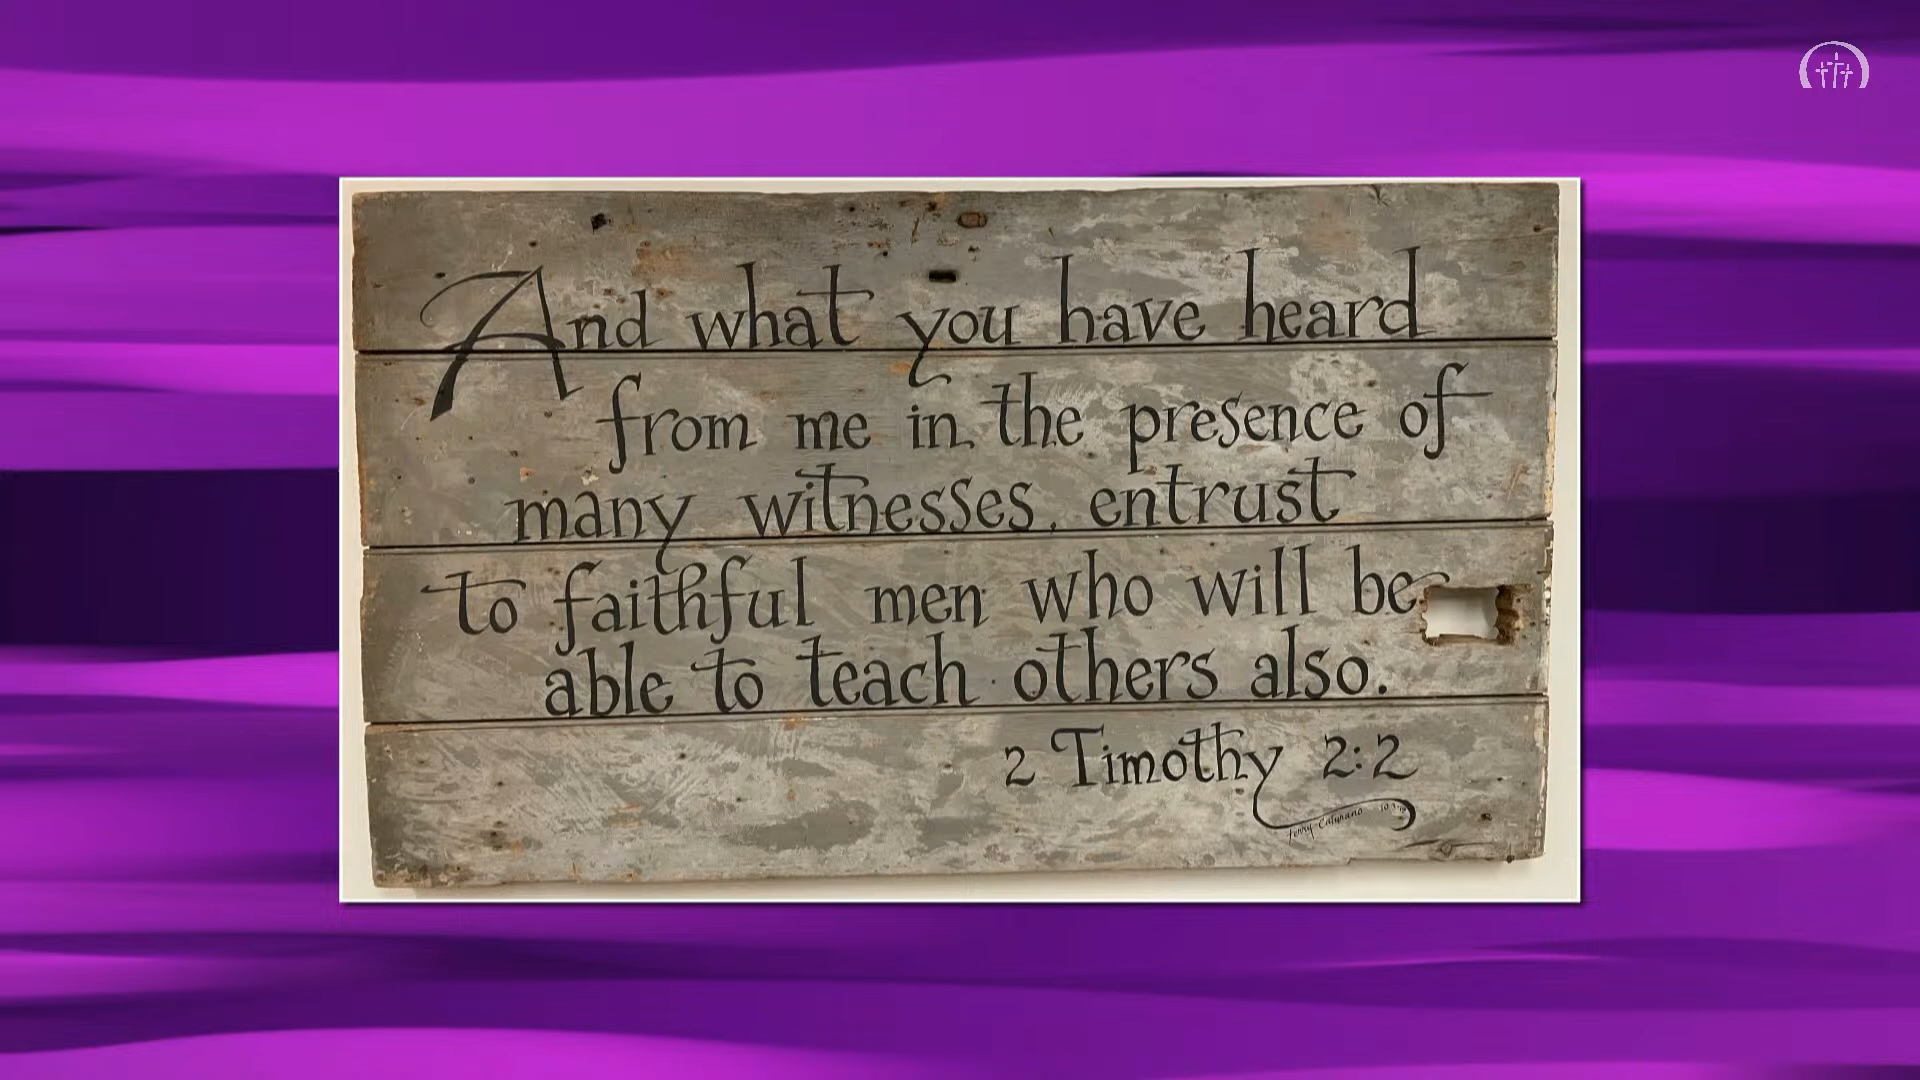 And what you have heard
from me in the presence of
many witnesses, entrust
to faithful men who will be
able to teach others also.
2 Timothy 2:2